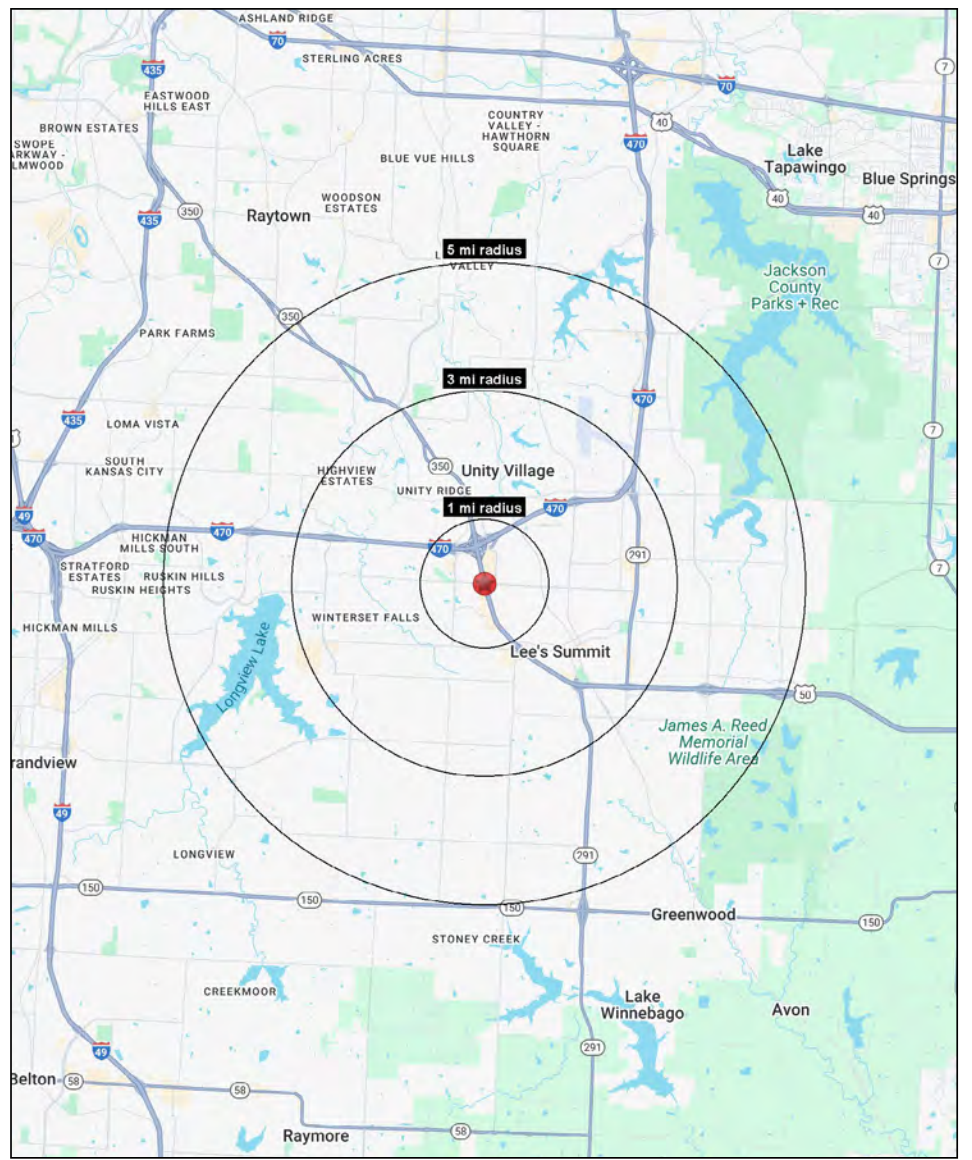 ASHLAND RIDGE
70
STERLING ACRES
435
70
7
EASTWOOD
HILLS EAST
COUNTRY
VALLEY -
HAWTHORN
SQUARE
40
BROWN ESTATES
SWOPE
ARKWAY -
LMWOOD
470
BLUE VUE HILLS
Lake
Tapawingo
Blue Springs
WOODSON
ESTATES
40
350
Raytown
435
40
5 mi radius
VALLEY
7
Jackson
County
Parks + Rec
350
PARK FARMS
3 mi radius
470
435
LOMA VISTA
7
SOUTH
KANSAS CITY
HIGHVIEW
ESTATES
350
Unity Village
UNITY RIDGE
1 mi radius
470
49
470
470
HICKMAN
MILLS SOUTH
470
291
STRATFORD
ESTATES
RUSKIN HILLS
RUSKIN HEIGHTS
7
WINTERSET FALLS
HICKMAN MILLS
Longview Lake
Lee's Summit
50
James A. Reed
Memorial
Wildlife Area
randview
49
LONGVIEW
291
150
150
150
Greenwood
150
STONEY CREEK
CREEKMOOR
Lake
Winnebago
Avon
49
291
Belton
58
58
Raymore
58